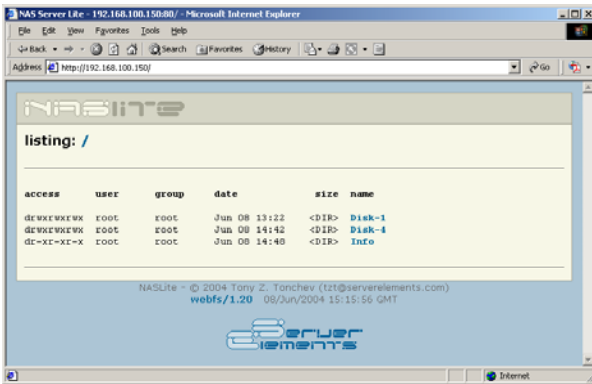 NAS Server Lite - 192.168.100.150:80/ - Microsoft Internet Explorer
File Edit View Favorites Tools Help
Back Search Favorites History
Address http://192.168.100.150/ Go
NASlite
listing: /
access user group date size name
drwxrwxrwx root root Jun 08 13:22 <DIR> Disk-1
drwxrwxrwx root root Jun 08 14:42 <DIR> Disk-4
dr-xr-xr-x root root Jun 08 14:48 <DIR> Info
NASLite - © 2004 Tony Z. Tonchev (tzt@serverelements.com)
webfs/1.20 08/Jun/2004 15:15:56 GMT
Server
Elements
Internet